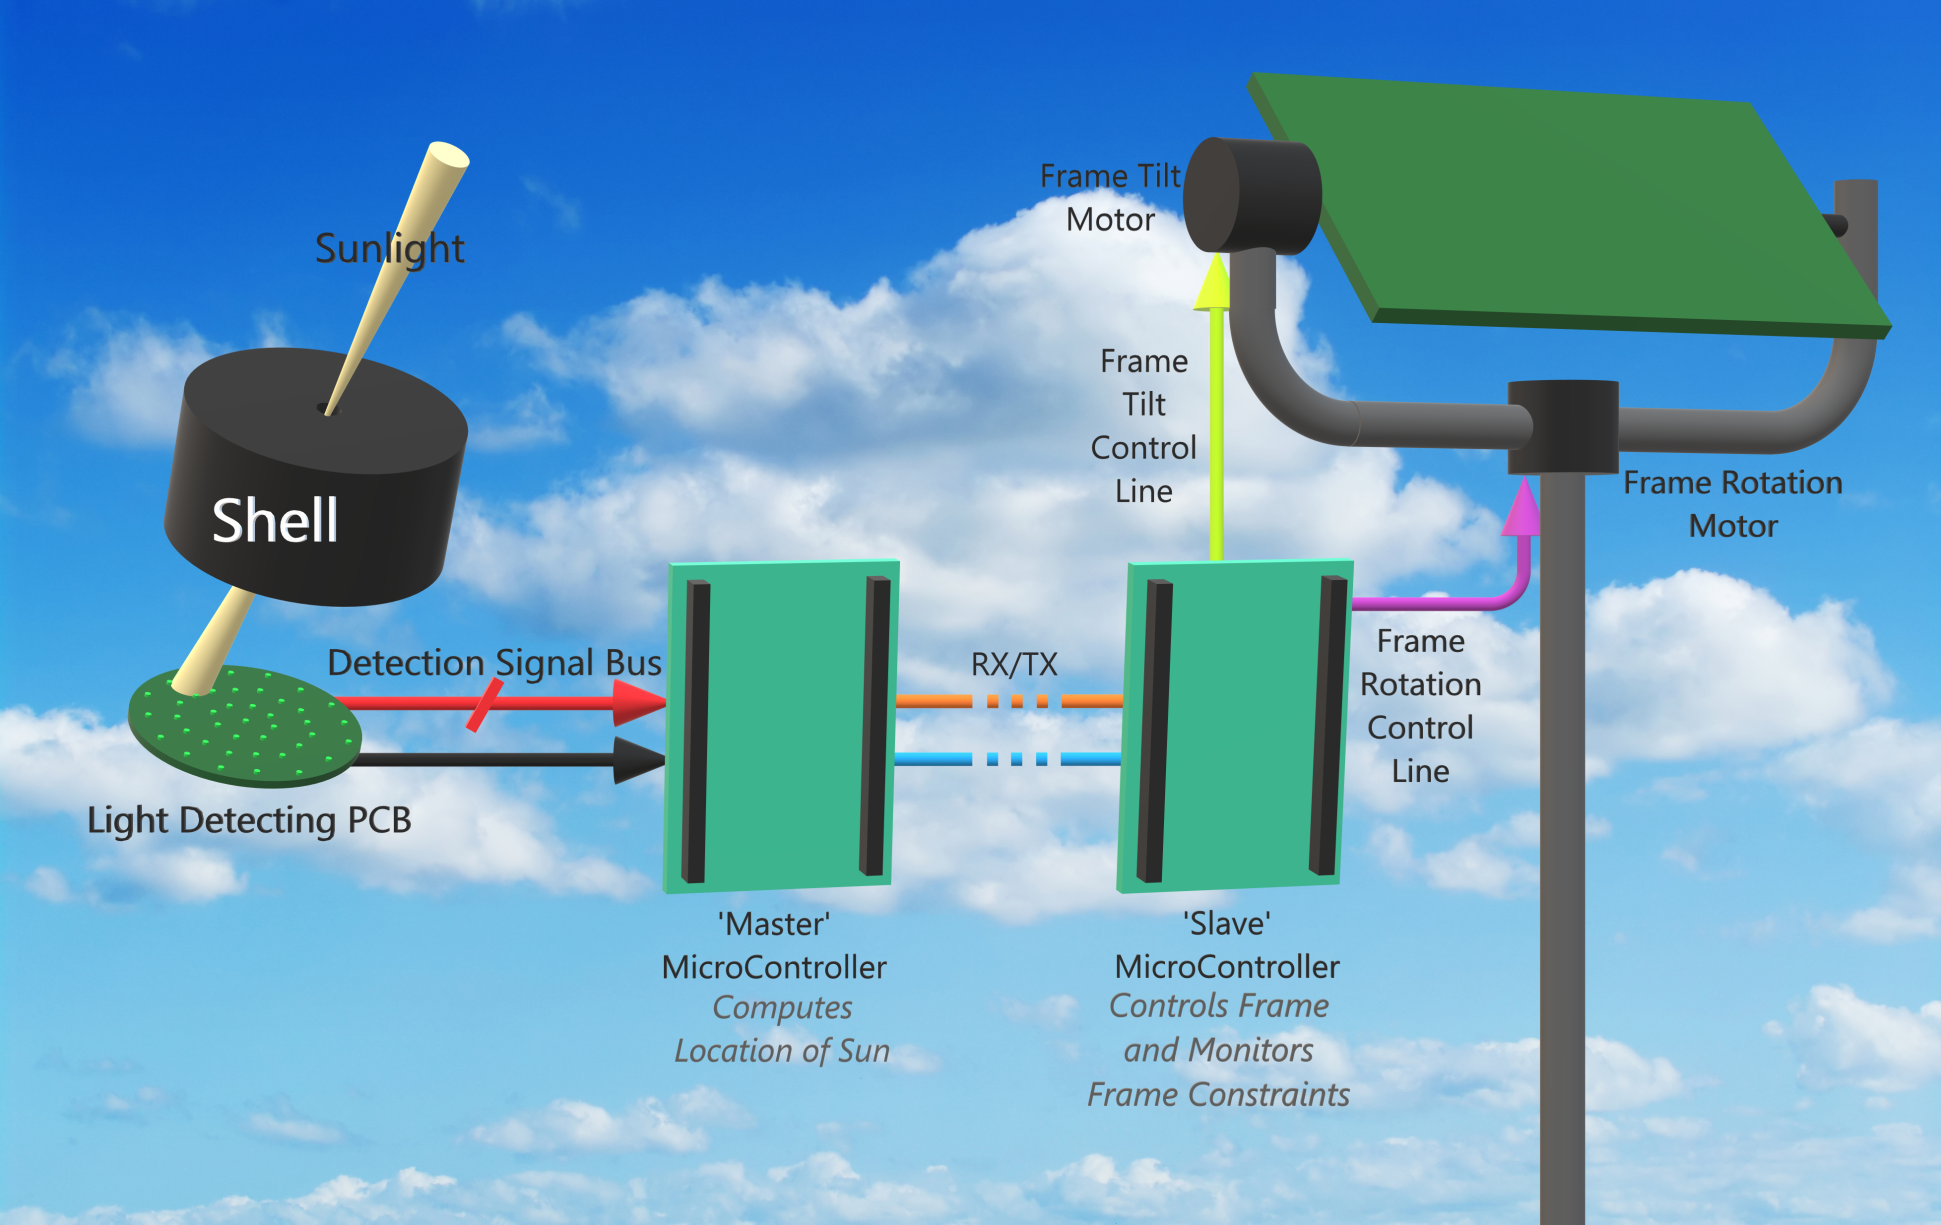 Sunlight
Shell
Detection Signal Bus
Light Detecting PCB
'Master'
MicroController
Computes
Location of Sun
RX/TX
'Slave'
MicroController
Controls Frame
and Monitors
Frame Constraints
Frame Tilt
Motor
Frame
Tilt
Control
Line
Frame Rotation
Motor
Frame
Rotation
Control
Line